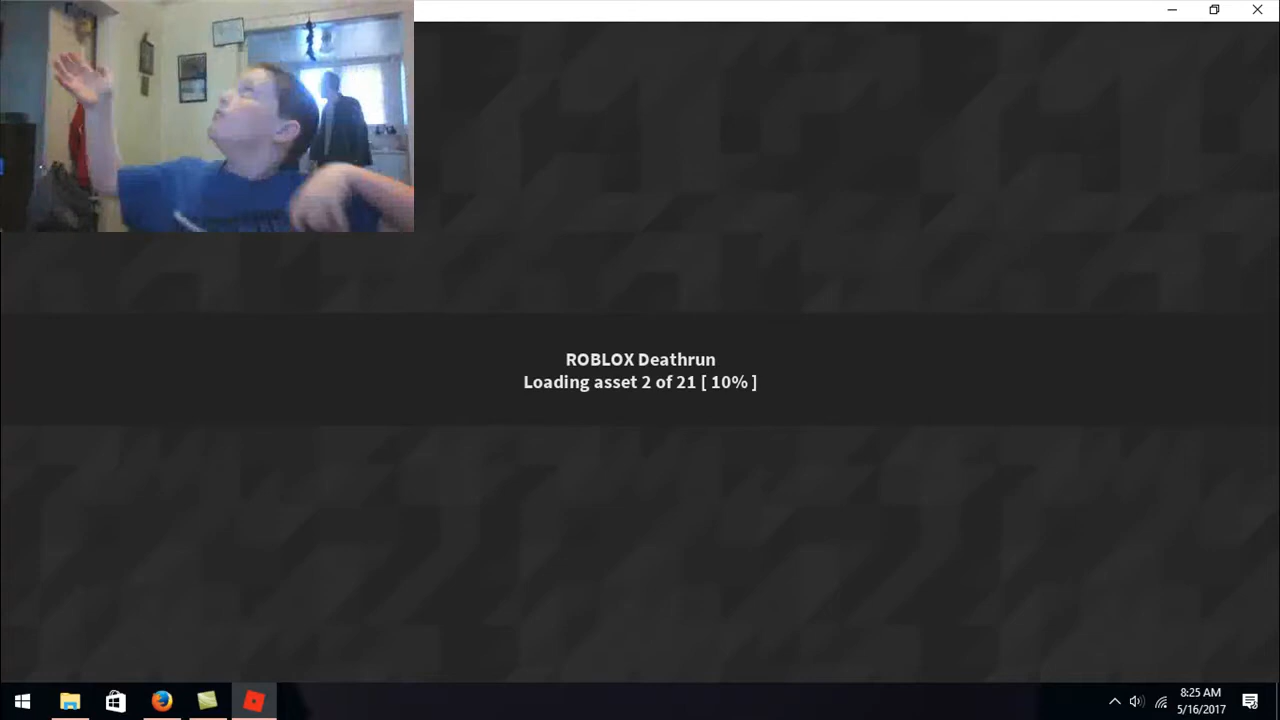 ROBLOX Deathrun
Loading asset 2 of 21 [ 10% ]
8:25 AM
5/16/2017